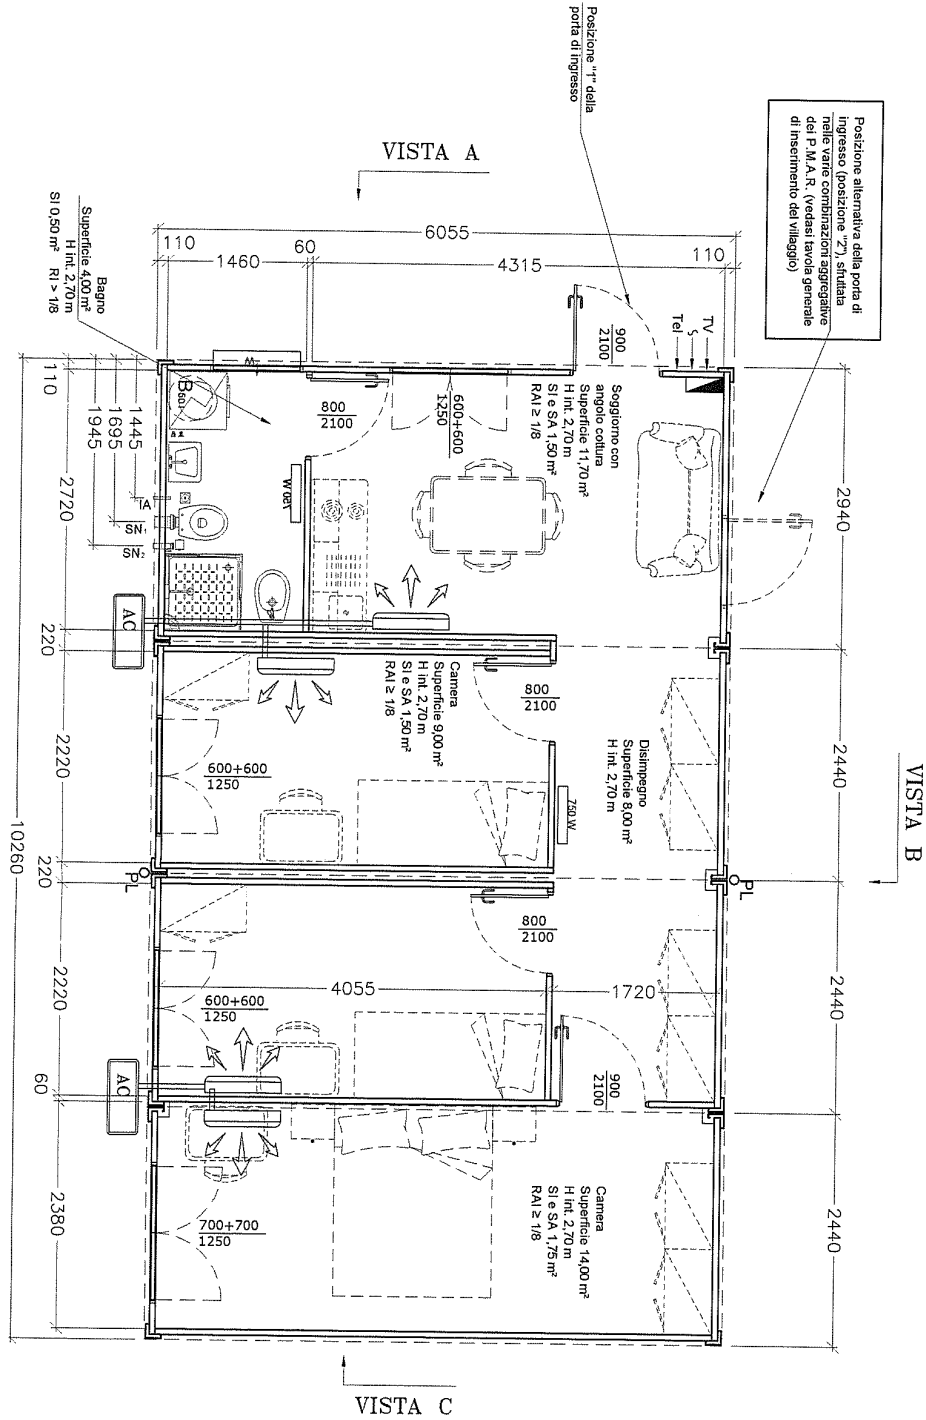 Posizione "1" della
porta di ingresso
Posizione alternativa della porta di
ingresso (posizione "2"), sfruttata
nelle varie combinazioni aggregative
dei P.M.A.R. (vedasi tavola generale
di inserimento del villaggio)
VISTA A
6055
110
1460
60
4315
110
Bagno
Superficie 4,00 m²
H int. 2,70 m
SI 0,50 m² RI > 1/8
900
2100
TV
S
Tel
Soggiorno con
angolo cottura
Superficie 11,70 m²
H int. 2,70 m
SI e SA 1,50 m²
RAI ≥ 1/8
600+600
1250
800
2100
B
60 l
IA
SN₁
SN₂
1445
1695
1945
110
2720
220
2220
220
2220
60
2380
10260
2940
2440
2440
2440
VISTA B
AC
Camera
Superficie 9,00 m²
H int. 2,70 m
SI e SA 1,50 m²
RAI ≥ 1/8
800
2100
Disimpegno
Superficie 8,00 m²
H int. 2,70 m
600+600
1250
750 W
PL
PL
800
2100
4055
1720
600+600
1250
900
2100
AC
Camera
Superficie 14,00 m²
H int. 2,70 m
SI e SA 1,75 m²
RAI ≥ 1/8
700+700
1250
VISTA C